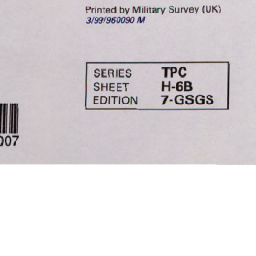 Printed by Military Survey (UK)
3/99/960090 M
SERIES TPC
SHEET H-6B
EDITION 7-GSGS
007